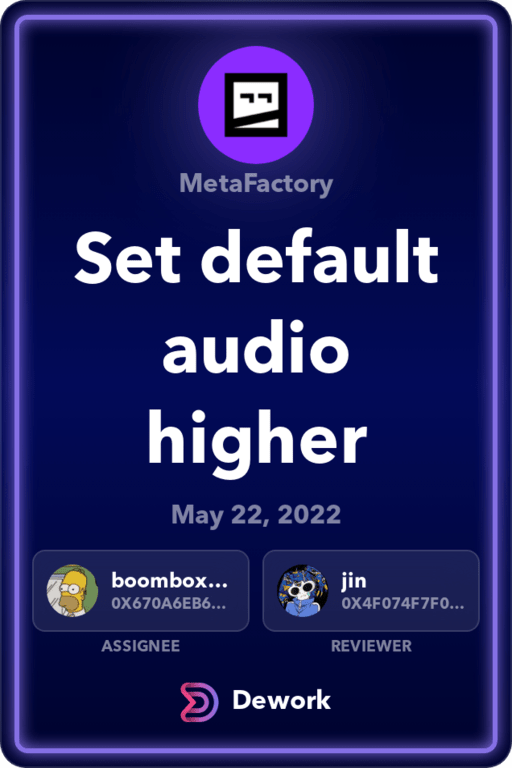 MetaFactory
Set default
audio
higher
May 22, 2022
boombox...
0X670A6EB6...
ASSIGNEE
jin
0X4F074F7F0...
REVIEWER
Dework